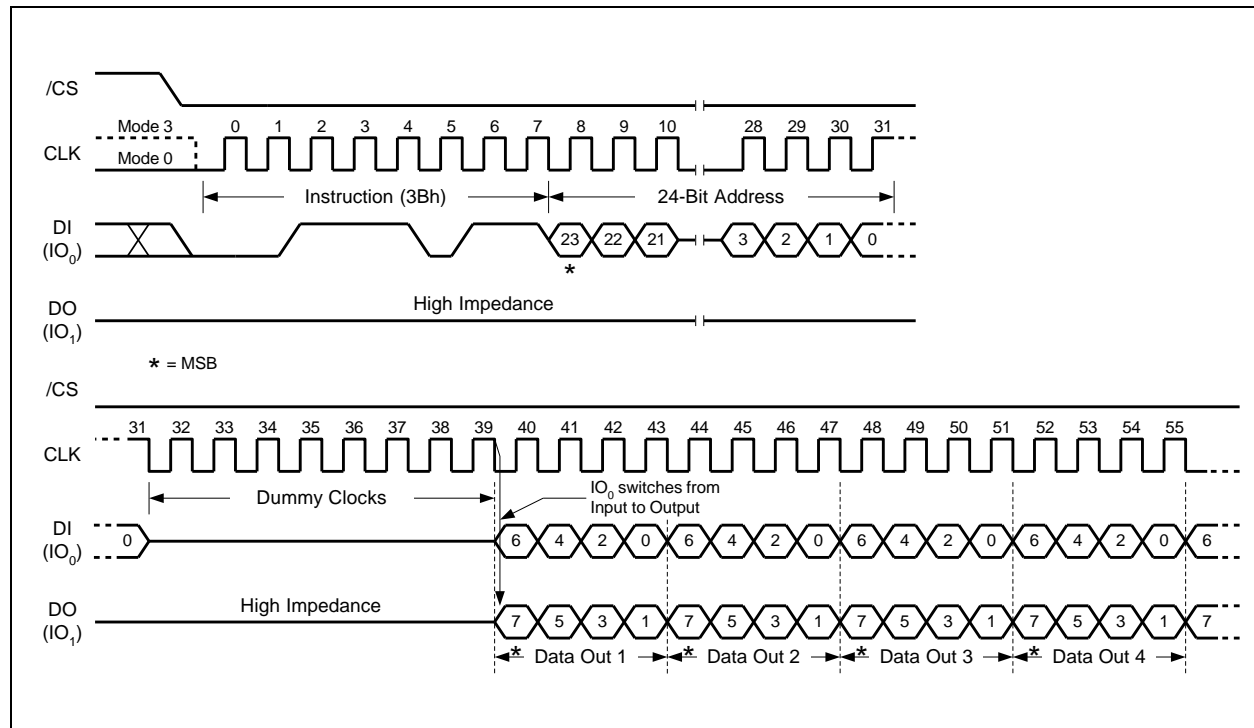 /CS
Mode 3 0 1 2 3 4 5 6 7 8 9 10 28 29 30 31
CLK
Mode 0
Instruction (3Bh) 24-Bit Address
DI
(IO0) 23 22 21 3 2 1 0
*
High Impedance
DO
(IO1)
* = MSB
/CS
31 32 33 34 35 36 37 38 39 40 41 42 43 44 45 46 47 48 49 50 51 52 53 54 55
CLK
Dummy Clocks
IO0 switches from
Input to Output
DI
(IO0) 0 6 4 2 0 6 4 2 0 6 4 2 0 6 4 2 0 6
High Impedance
DO
(IO1) 7 5 3 1 7 5 3 1 7 5 3 1 7 5 3 1 7
* Data Out 1 * Data Out 2 * Data Out 3 * Data Out 4